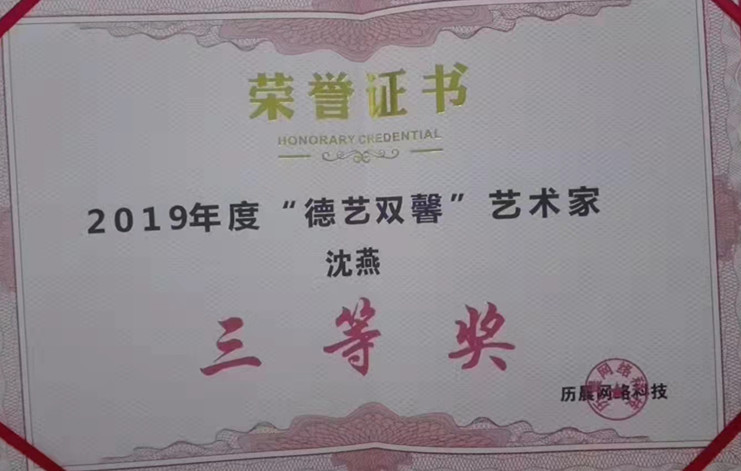 荣誉证书
HONORARY CREDENTIAL
2019年度“德艺双馨”艺术家
沈燕
三等奖
历晨网络科技